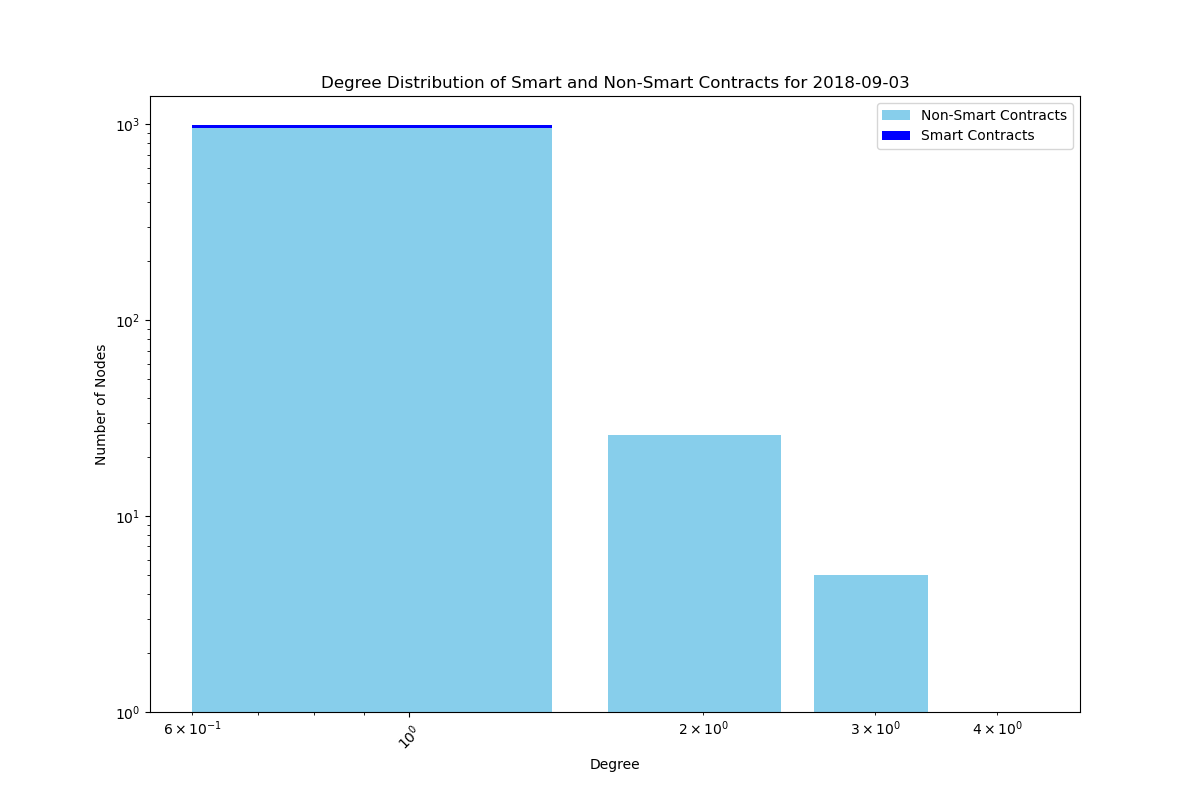 Degree Distribution of Smart and Non-Smart Contracts for 2018-09-03
Non-Smart Contracts
Smart Contracts
Number of Nodes
10³
10²
10¹
10⁰
6 × 10⁻¹
10⁰
2 × 10⁰
3 × 10⁰
4 × 10⁰
Degree